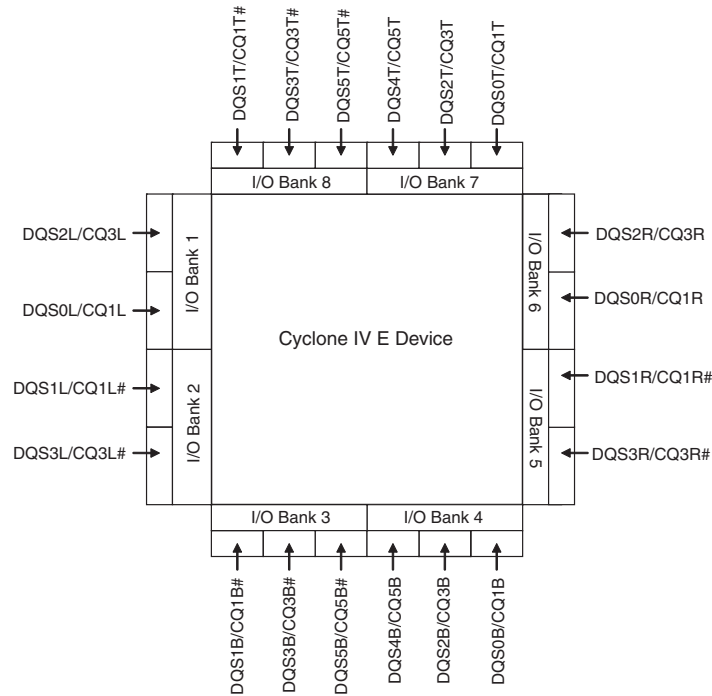 DQS1T/CQ1T#
DQS3T/CQ3T#
DQS5T/CQ5T#
DQS4T/CQ5T
DQS2T/CQ3T
DQS0T/CQ1T
I/O Bank 8
I/O Bank 7
DQS2L/CQ3L
DQS0L/CQ1L
I/O Bank 1
DQS1L/CQ1L#
DQS3L/CQ3L#
I/O Bank 2
Cyclone IV E Device
I/O Bank 6
DQS2R/CQ3R
DQS0R/CQ1R
I/O Bank 5
DQS1R/CQ1R#
DQS3R/CQ3R#
I/O Bank 3
I/O Bank 4
DQS1B/CQ1B#
DQS3B/CQ3B#
DQS5B/CQ5B#
DQS4B/CQ5B
DQS2B/CQ3B
DQS0B/CQ1B